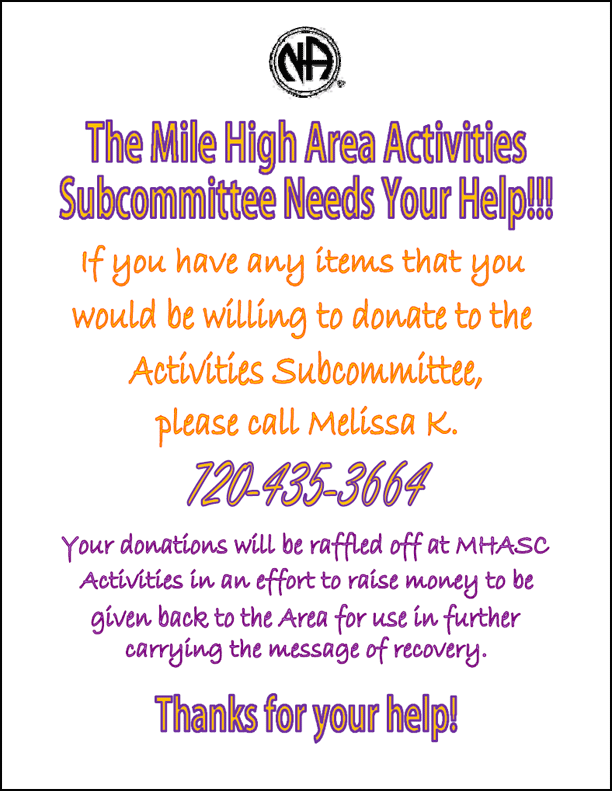 NA
The Mile High Area Activities
Subcommittee Needs Your Help!!!
If you have any items that you
would be willing to donate to the
Activities Subcommittee,
please call Melissa K.
720-435-3664
Your donations will be raffled off at MHASC
Activities in an effort to raise money to be
given back to the Area for use in further
carrying the message of recovery.
Thanks for your help!